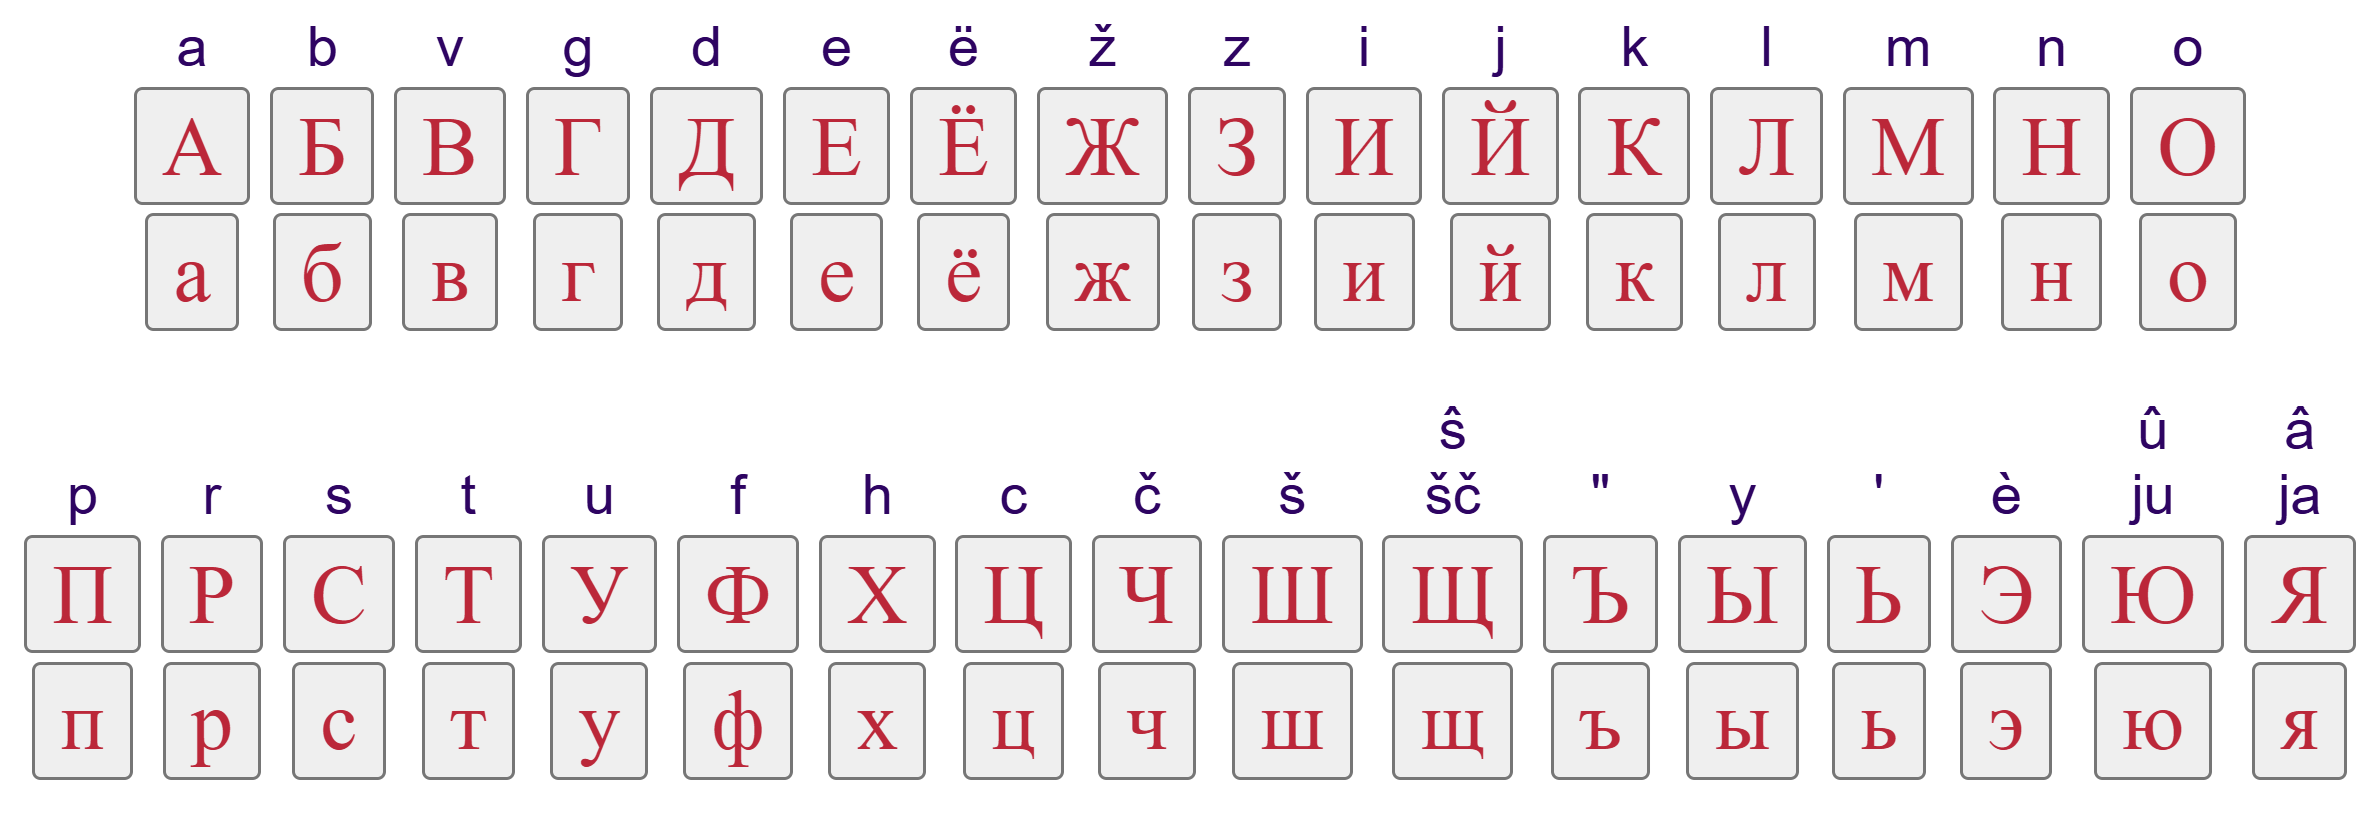 a b v g d e ë ž z i j k l m n o
А Б В Г Д Е Ё Ж З И Й К Л М Н О
а б в г д е ё ж з и й к л м н о
ŝ û â
p r s t u f h c č š šč " y ' è ju ja
П Р С Т У Ф Х Ц Ч Ш Щ Ъ Ы Ь Э Ю Я
п р с т у ф х ц ч ш щ ъ ы ь э ю я